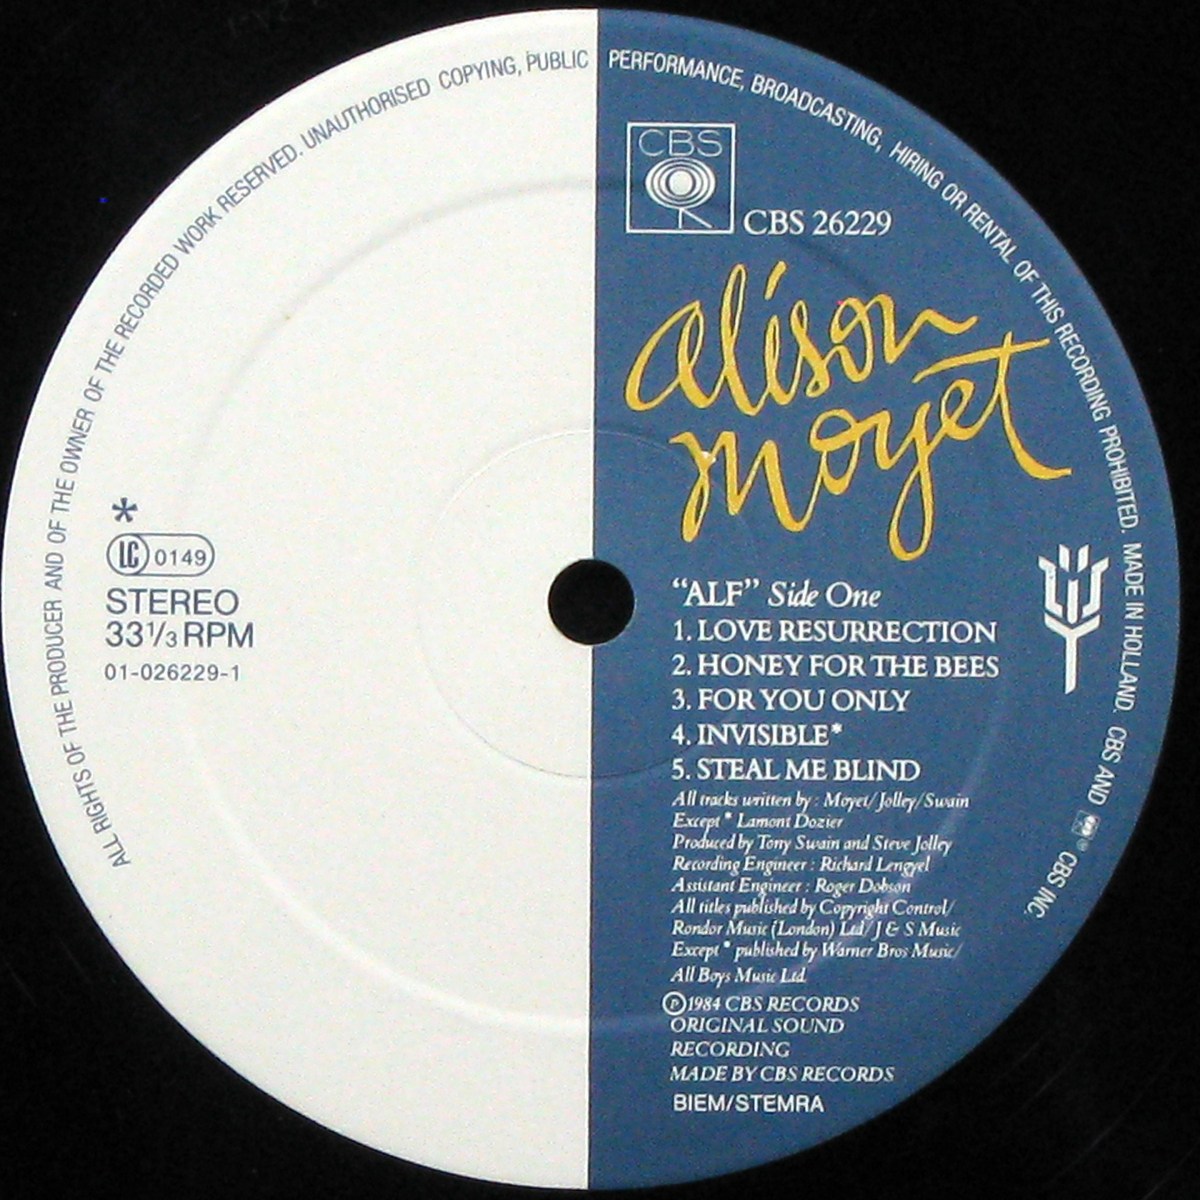 ALL RIGHTS OF THE PRODUCER AND OF THE OWNER OF THE RECORDED WORK RESERVED. UNAUTHORISED COPYING, PUBLIC PERFORMANCE, BROADCASTING, HIRING OR RENTAL OF THIS RECORDING PROHIBITED. MADE IN HOLLAND. CBS AND ® CBS INC.
CBS
CBS 26229
alison
moyet
*
LC 0149
STEREO
33 1/3 RPM
01-026229-1
“ALF” Side One
1. LOVE RESURRECTION
2. HONEY FOR THE BEES
3. FOR YOU ONLY
4. INVISIBLE*
5. STEAL ME BLIND
All tracks written by : Moyet/Jolley/Swain
Except * Lamont Dozier
Produced by Tony Swain and Steve Jolley
Recording Engineer : Richard Lengyel
Assistant Engineer : Roger Dobson
All titles published by Copyright Control/
Rondor Music (London) Ltd/J & S Music
Except * published by Warner Bros Music/
All Boys Music Ltd
℗1984 CBS RECORDS
ORIGINAL SOUND
RECORDING
MADE BY CBS RECORDS
BIEM/STEMRA